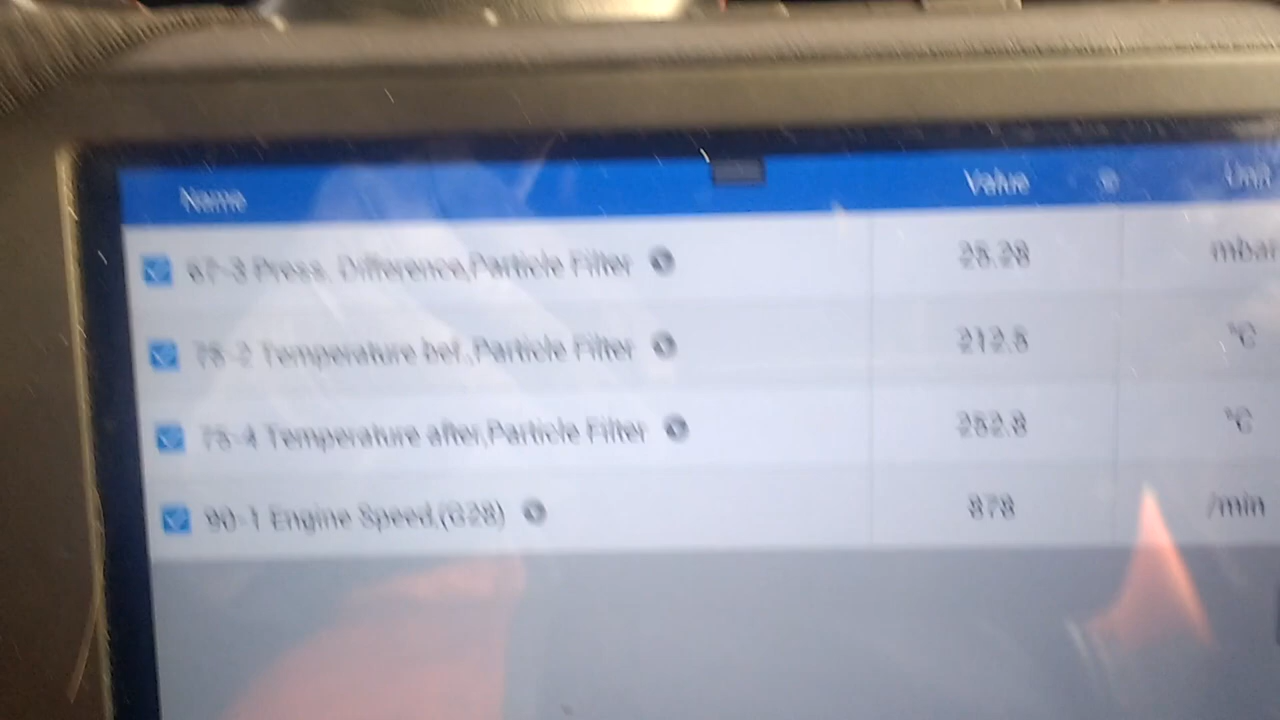 Name Value Unit
67-3 Press. Difference,Particle Filter 25.28 mbar
75-2 Temperature bef.,Particle Filter 212.5 °C
75-4 Temperature after,Particle Filter 252.8 °C
90-1 Engine Speed,(G28) 878 /min